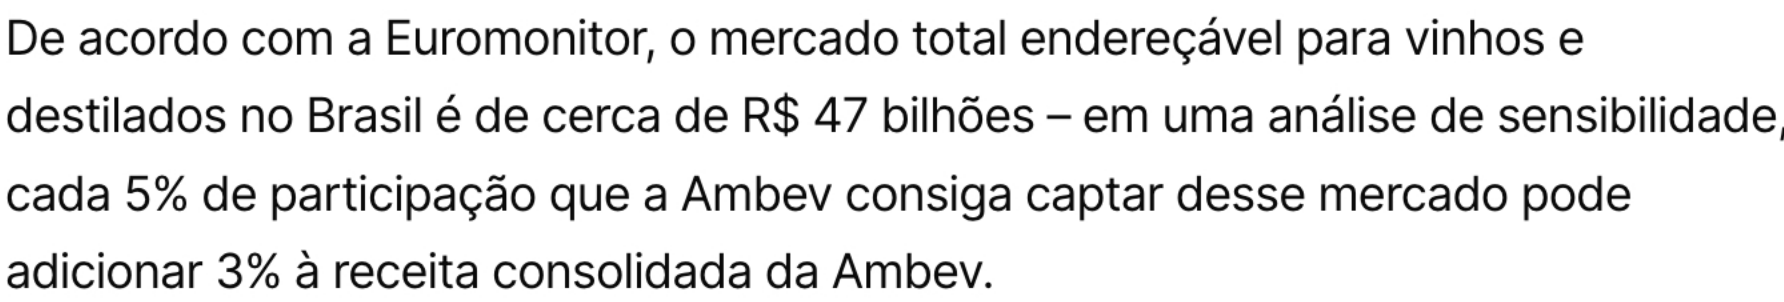 De acordo com a Euromonitor, o mercado total endereçável para vinhos e
destilados no Brasil é de cerca de R$ 47 bilhões – em uma análise de sensibilidade,
cada 5% de participação que a Ambev consiga captar desse mercado pode
adicionar 3% à receita consolidada da Ambev.